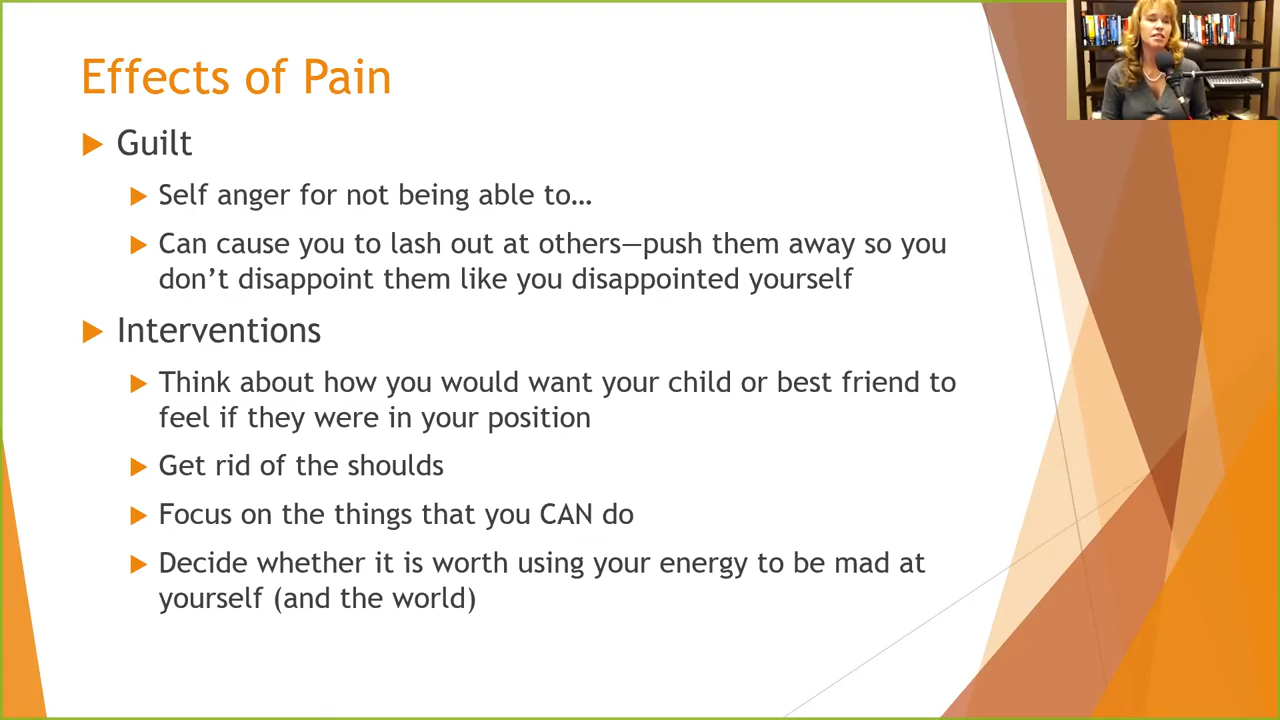 Effects of Pain
Guilt
Self anger for not being able to…
Can cause you to lash out at others—push them away so you
don’t disappoint them like you disappointed yourself
Interventions
Think about how you would want your child or best friend to
feel if they were in your position
Get rid of the shoulds
Focus on the things that you CAN do
Decide whether it is worth using your energy to be mad at
yourself (and the world)